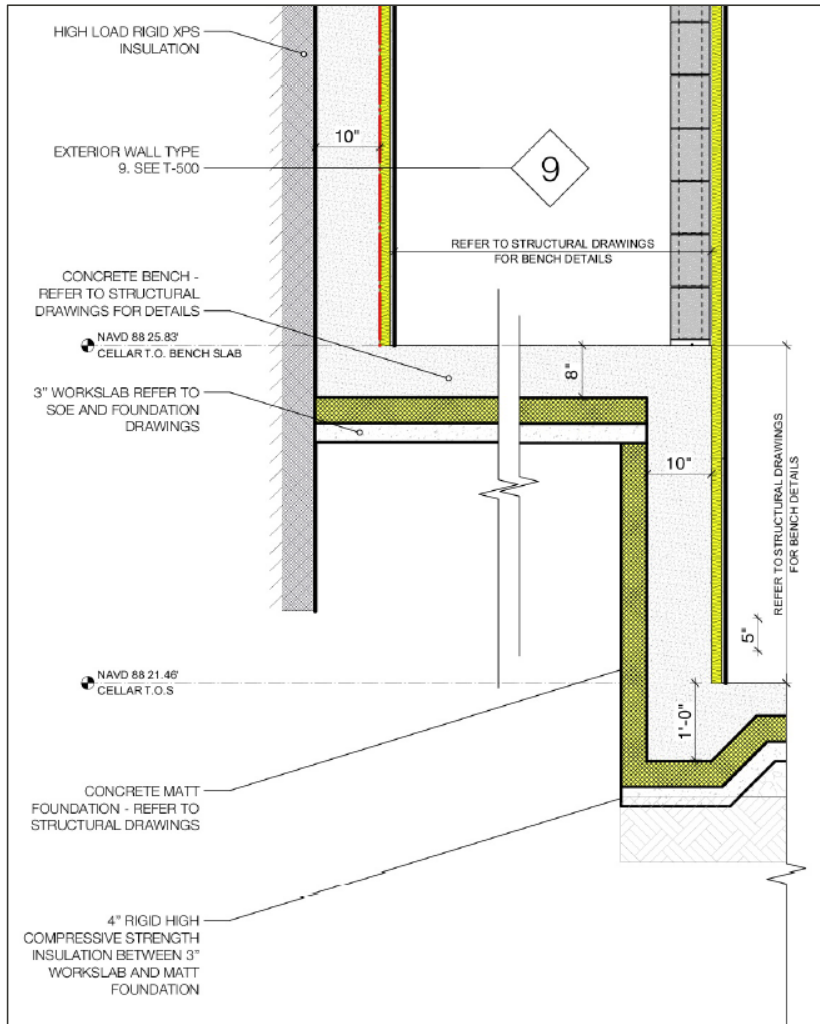 HIGH LOAD RIGID XPS
INSULATION
EXTERIOR WALL TYPE
9. SEE T-500
10"
9
REFER TO STRUCTURAL DRAWINGS
FOR BENCH DETAILS
CONCRETE BENCH -
REFER TO STRUCTURAL
DRAWINGS FOR DETAILS
NAVD 88 25.83'
CELLAR T.O. BENCH SLAB
8"
3" WORKSLAB REFER TO
SOE AND FOUNDATION
DRAWINGS
10"
REFER TO STRUCTURAL DRAWINGS
FOR BENCH DETAILS
5"
NAVD 88 21.46'
CELLAR T.O.S
1'-0"
CONCRETE MATT
FOUNDATION - REFER TO
STRUCTURAL DRAWINGS
4" RIGID HIGH
COMPRESSIVE STRENGTH
INSULATION BETWEEN 3"
WORKSLAB AND MATT
FOUNDATION